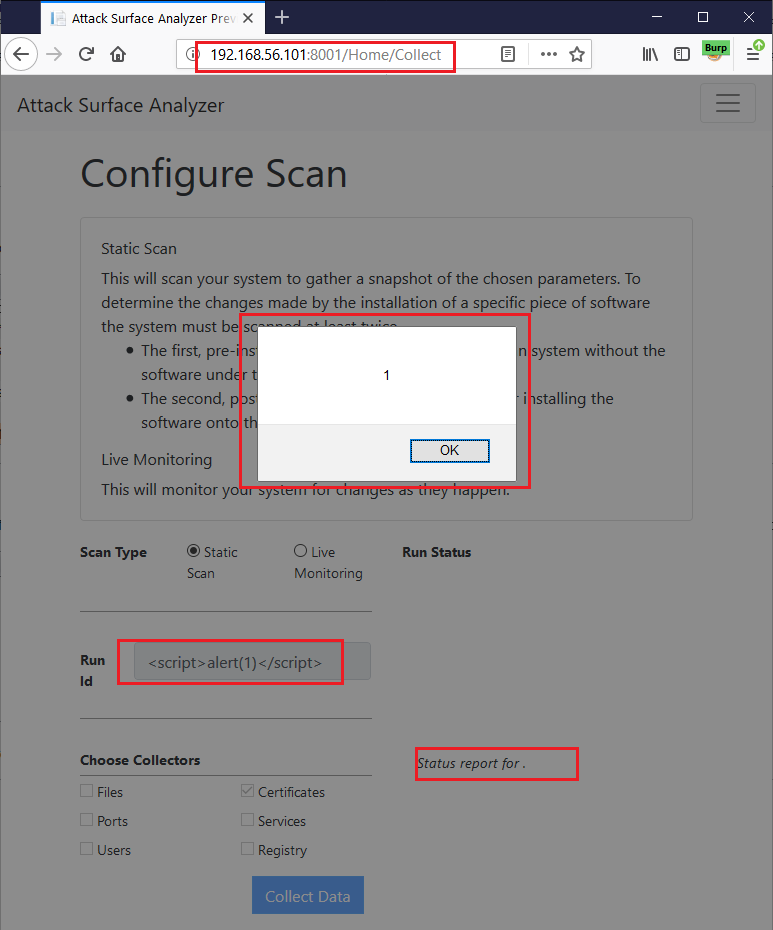 Attack Surface Analyzer Prev
192.168.56.101:8001/Home/Collect
Burp
Attack Surface Analyzer
Configure Scan
Static Scan
This will scan your system to gather a snapshot of the chosen parameters. To
determine the changes made by the installation of a specific piece of software
the system must be scanned at least twice.
The first, pre-inst system without the
software under t
The second, post installing the
software onto th
1
OK
Live Monitoring
This will monitor your system for changes as they happen.
Scan Type Static Scan Live Monitoring Run Status
Run Id <script>alert(1)</script>
Choose Collectors
Status report for .
Files Certificates
Ports Services
Users Registry
Collect Data